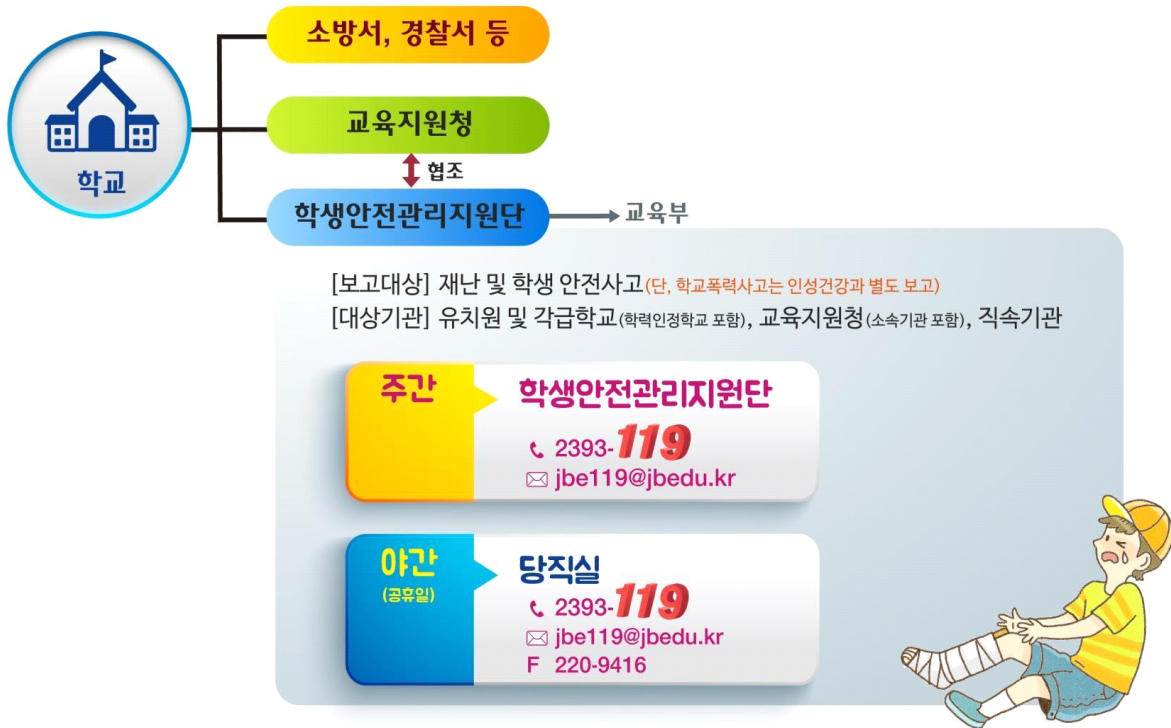 소방서, 경찰서 등
교육지원청
협조
학교
학생안전관리지원단
교육부
[보고대상] 재난 및 학생 안전사고(단, 학교폭력사고는 인성건강과 별도 보고)
[대상기관] 유치원 및 각급학교(학력인정학교 포함), 교육지원청(소속기관 포함), 직속기관
주간
학생안전관리지원단
2393-119
jbe119@jbedu.kr
야간
(공휴일)
당직실
2393-119
jbe119@jbedu.kr
F 220-9416